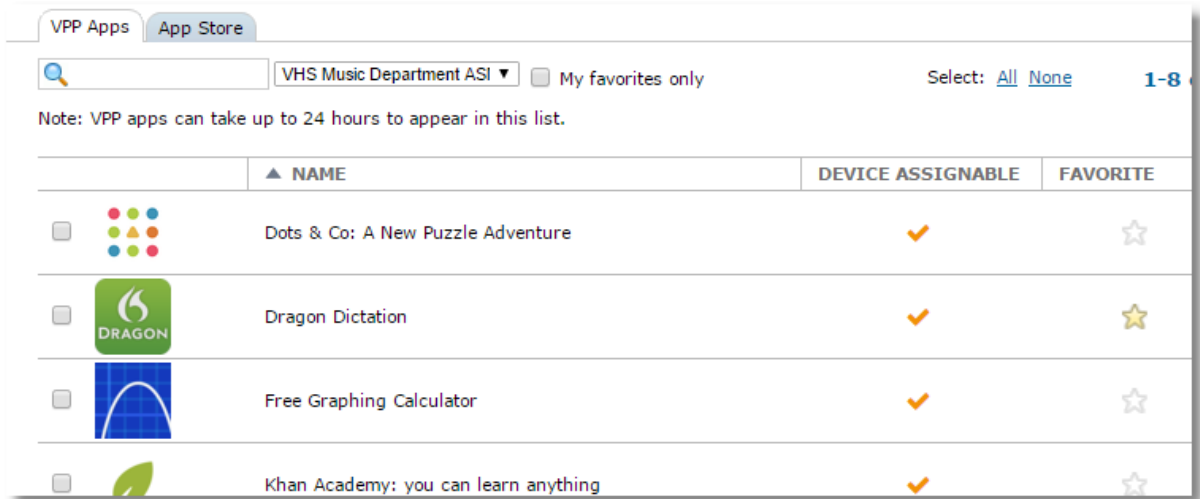 VPP Apps App Store
VHS Music Department ASI ▼ My favorites only Select: All None 1-8
Note: VPP apps can take up to 24 hours to appear in this list.
▲ NAME DEVICE ASSIGNABLE FAVORITE
Dots & Co: A New Puzzle Adventure
DRAGON Dragon Dictation
Free Graphing Calculator
Khan Academy: you can learn anything